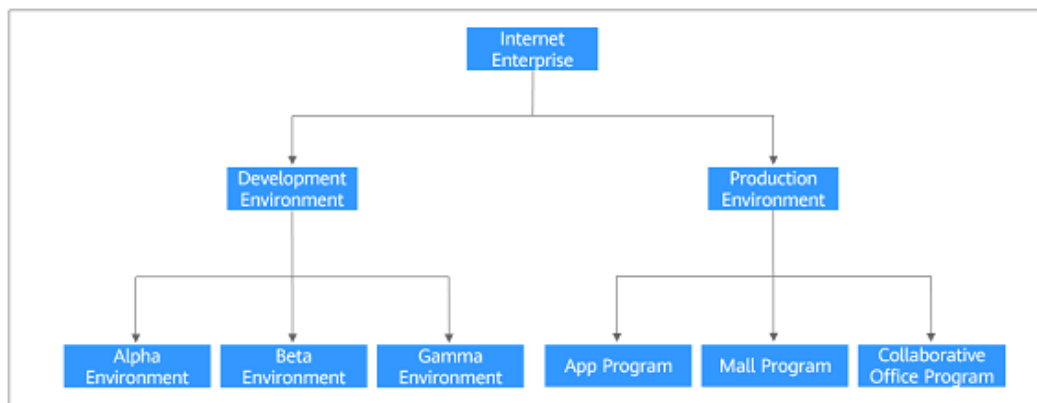 Internet
Enterprise
Development
Environment
Production
Environment
Alpha
Environment
Beta
Environment
Gamma
Environment
App Program
Mall Program
Collaborative
Office Program